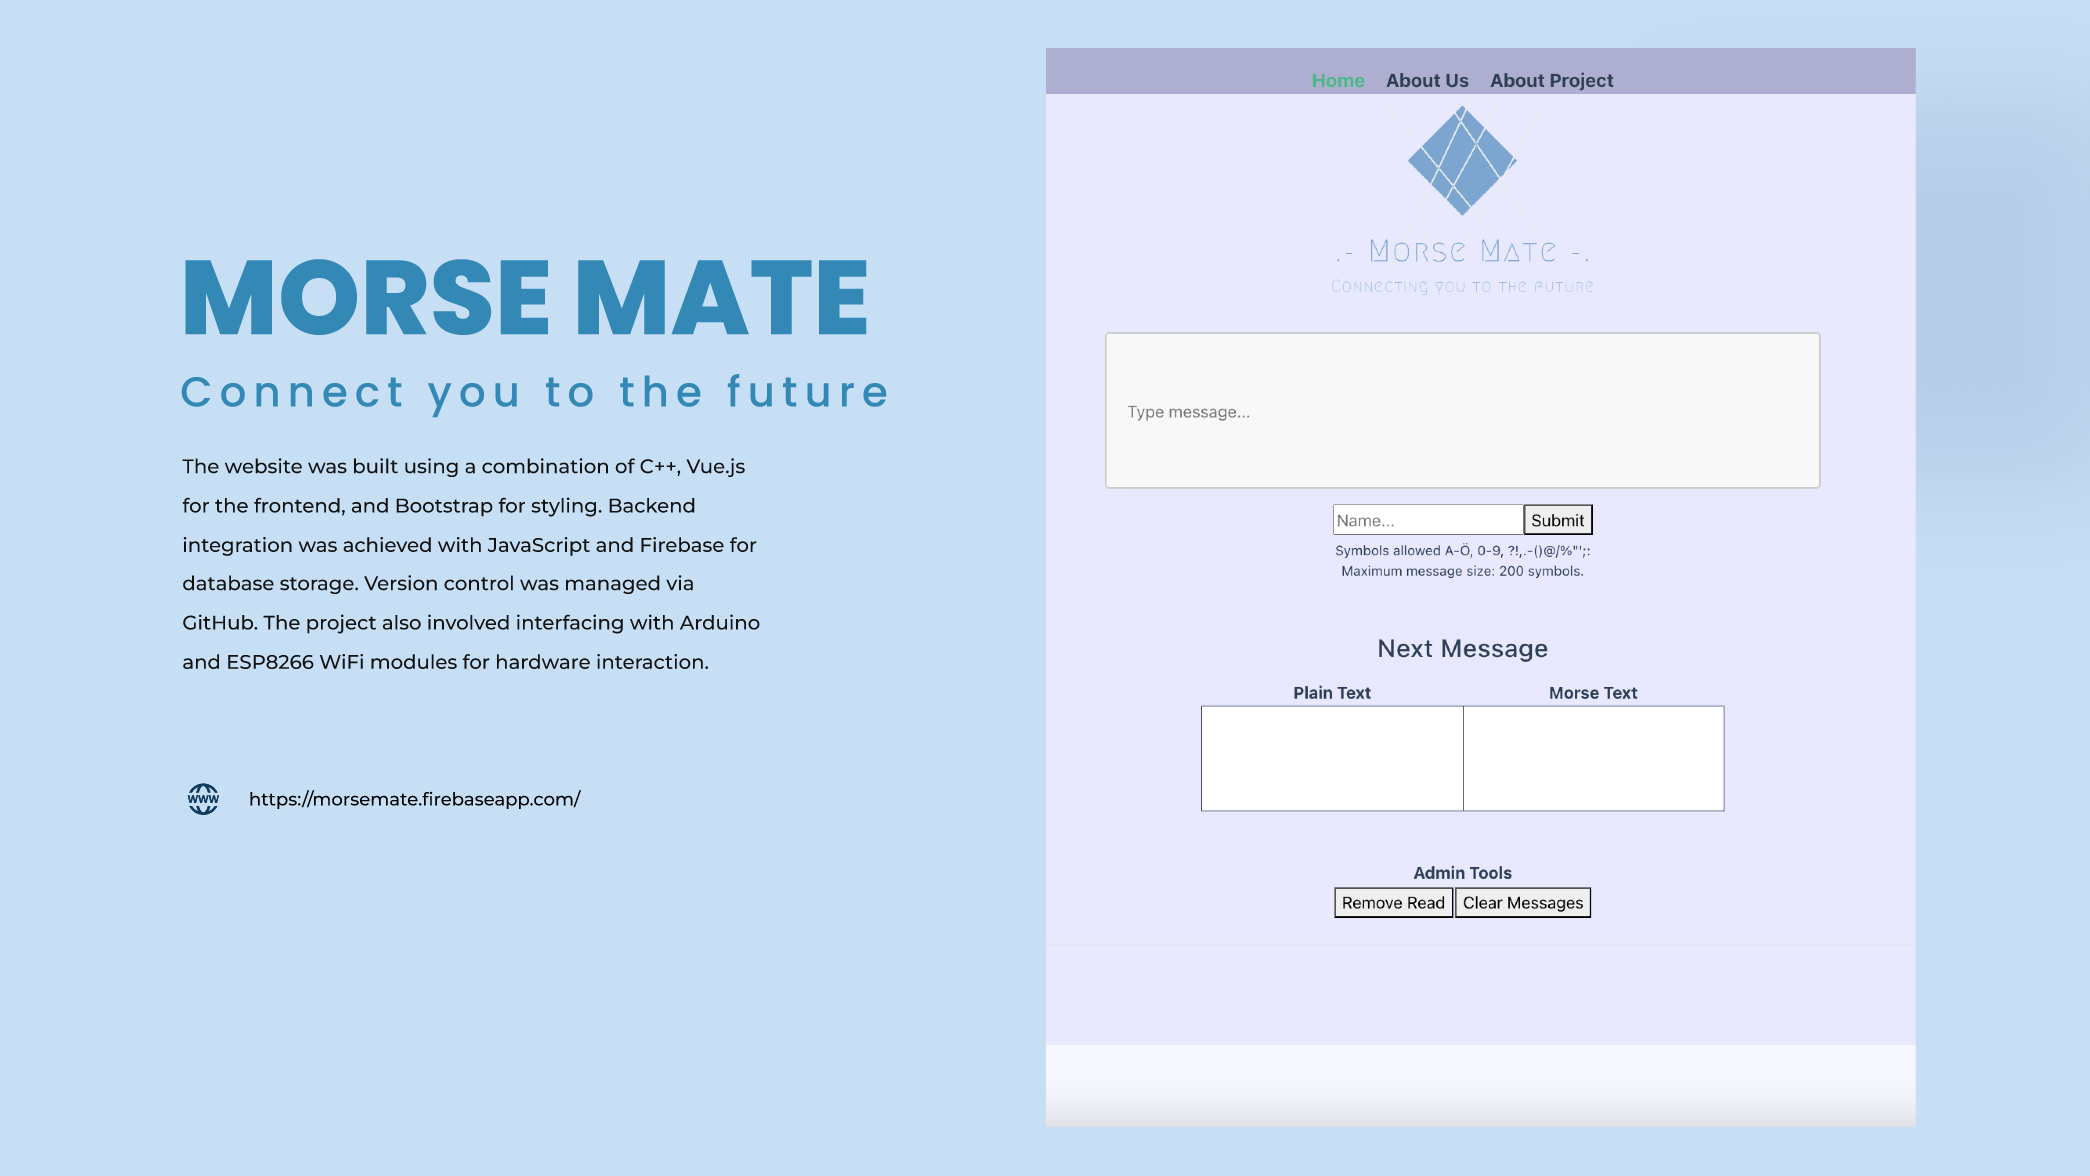 MORSE MATE
Connect you to the future
The website was built using a combination of C++, Vue.js
for the frontend, and Bootstrap for styling. Backend
integration was achieved with JavaScript and Firebase for
database storage. Version control was managed via
GitHub. The project also involved interfacing with Arduino
and ESP8266 WiFi modules for hardware interaction.
www
https://morsemate.firebaseapp.com/
Home About Us About Project
.- Morse Mate -.
Connecting you to the future
Type message...
Name... Submit
Symbols allowed A-Ö, 0-9, ?!,.-()@/%"';:
Maximum message size: 200 symbols.
Next Message
Plain Text Morse Text
Admin Tools
Remove Read Clear Messages